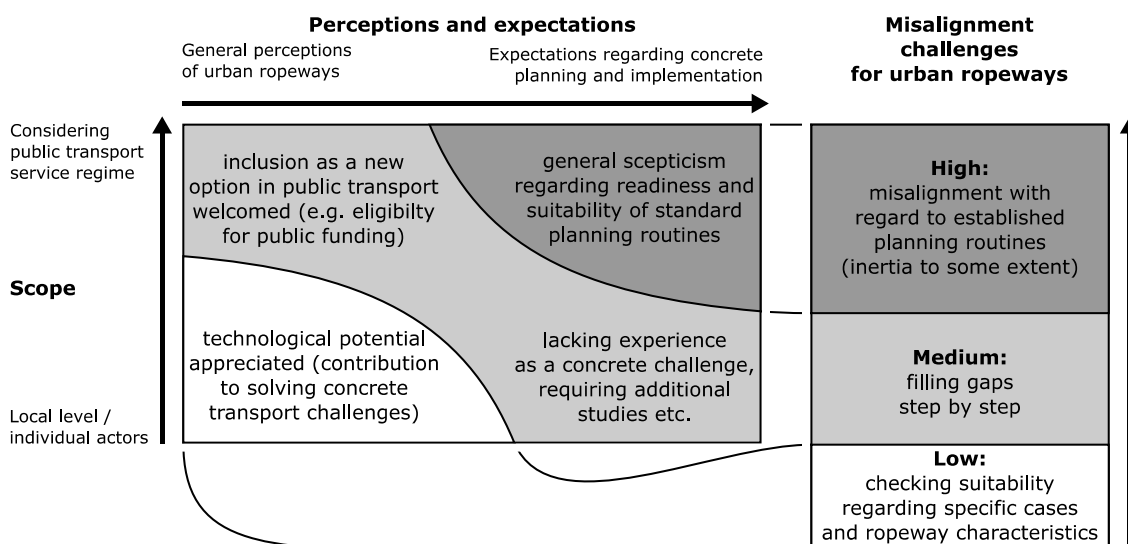 Perceptions and expectations
General perceptions
of urban ropeways
Expectations regarding concrete
planning and implementation
Misalignment
challenges
for urban ropeways
Considering
public transport
service regime
Scope
Local level /
individual actors
inclusion as a new
option in public transport
welcomed (e.g. eligibilty
for public funding)
general scepticism
regarding readiness and
suitability of standard
planning routines
technological potential
appreciated (contribution
to solving concrete
transport challenges)
lacking experience
as a concrete challenge,
requiring additional
studies etc.
High:
misalignment with
regard to established
planning routines
(inertia to some extent)
Medium:
filling gaps
step by step
Low:
checking suitability
regarding specific cases
and ropeway characteristics